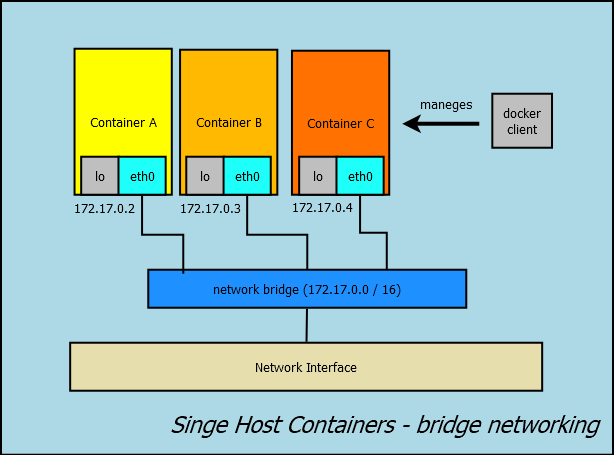 Container A
Container B
Container C
maneges
docker
client
lo
eth0
lo
eth0
lo
eth0
172.17.0.2
172.17.0.3
172.17.0.4
network bridge (172.17.0.0 / 16)
Network Interface
Singe Host Containers - bridge networking